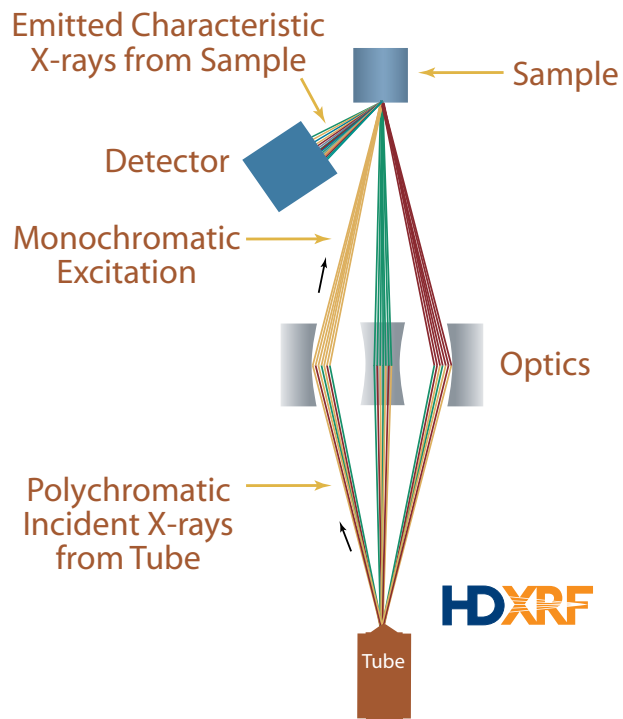 Emitted Characteristic
X-rays from Sample
Sample
Detector
Monochromatic
Excitation
Optics
Polychromatic
Incident X-rays
from Tube
HDXRF
Tube